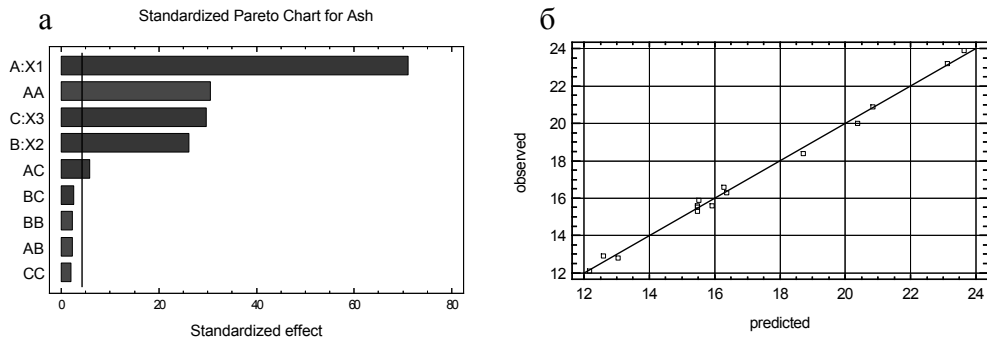 а
Standardized Pareto Chart for Ash
A:X1
AA
C:X3
B:X2
AC
BC
BB
AB
CC
0 20 40 60 80
Standardized effect
б
24
22
20
18
16
14
12
observed
12 14 16 18 20 22 24
predicted